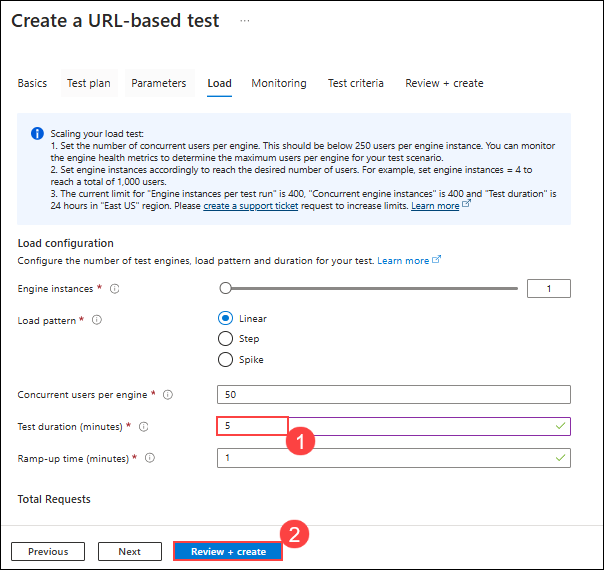 Create a URL-based test ...
Basics Test plan Parameters Load Monitoring Test criteria Review + create
Scaling your load test:
1. Set the number of concurrent users per engine. This should be below 250 users per engine instance. You can monitor
the engine health metrics to determine the maximum users per engine for your test scenario.
2. Set engine instances accordingly to reach the desired number of users. For example, set engine instances = 4 to
reach a total of 1,000 users.
3. The current limit for "Engine instances per test run" is 400, "Concurrent engine instances" is 400 and "Test duration" is
24 hours in "East US" region. Please create a support ticket request to increase limits. Learn more
Load configuration
Configure the number of test engines, load pattern and duration for your test. Learn more
Engine instances * 1
Load pattern * Linear
Step
Spike
Concurrent users per engine * 50
Test duration (minutes) * 5
1
Ramp-up time (minutes) * 1
Total Requests
2
Previous Next Review + create